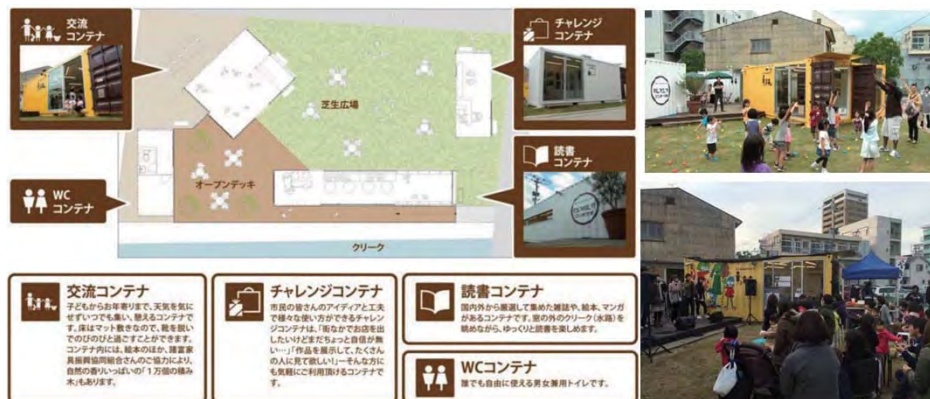 交流
コンテナ
チャレンジ
コンテナ
芝生広場
読書
コンテナ
オープンデッキ
WC
コンテナ
クリーク
交流コンテナ
子どもからお年寄りまで、天気を気に
せずいつでも集い、憩えるコンテナで
す。床はマット敷きなので、靴を脱い
でのびのびと過ごすことができます。
コンテナ内には、絵本のほか、諸富家
具振興協同組合さんのご協力により、
自然の香りいっぱいの「1万個の積み
木」もあります。
チャレンジコンテナ
市民の皆さんのアイディアと工夫
で様々な使い方ができるチャレン
ジコンテナは、「街なかでお店を出
したいけどまだちょっと自信が無
い…」「作品を展示して、たくさん
の人に見て欲しい!」―そんな方に
も気軽にご利用頂けるコンテナで
す。
読書コンテナ
国内外から厳選して集めた雑誌や、絵本、マンガ
があるコンテナです。窓の外のクリーク(水路)を
眺めながら、ゆっくりと読書を楽しめます。
WCコンテナ
誰でも自由に使える男女兼用トイレです。